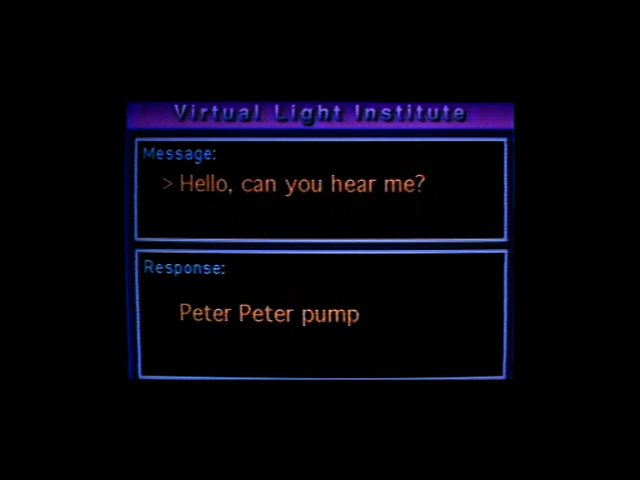 Virtual Light Institute
Message:
> Hello, can you hear me?
Response:
Peter Peter pump